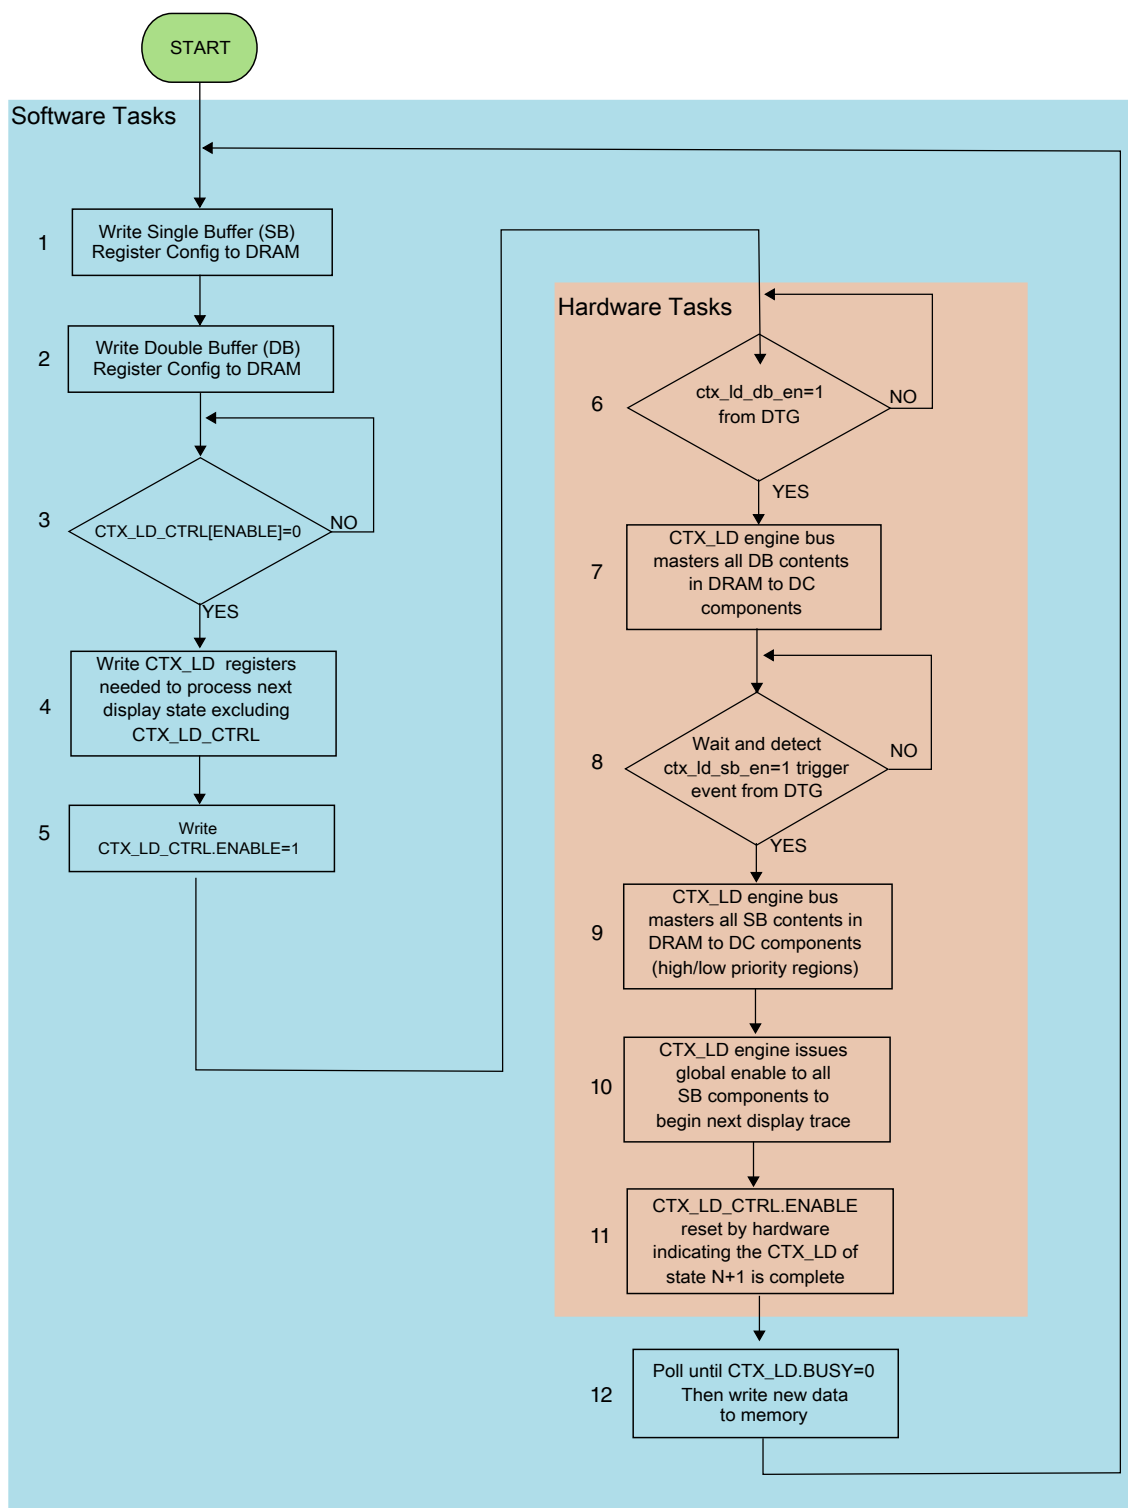 START
Software Tasks
1
Write Single Buffer (SB)
Register Config to DRAM
2
Write Double Buffer (DB)
Register Config to DRAM
3
CTX_LD_CTRL[ENABLE]=0
NO
YES
4
Write CTX_LD registers
needed to process next
display state excluding
CTX_LD_CTRL
5
Write
CTX_LD_CTRL.ENABLE=1
Hardware Tasks
6
ctx_ld_db_en=1
from DTG
NO
YES
7
CTX_LD engine bus
masters all DB contents
in DRAM to DC
components
8
Wait and detect
ctx_ld_sb_en=1 trigger
event from DTG
NO
YES
9
CTX_LD engine bus
masters all SB contents in
DRAM to DC components
(high/low priority regions)
10
CTX_LD engine issues
global enable to all
SB components to
begin next display trace
11
CTX_LD_CTRL.ENABLE
reset by hardware
indicating the CTX_LD of
state N+1 is complete
12
Poll until CTX_LD.BUSY=0
Then write new data
to memory